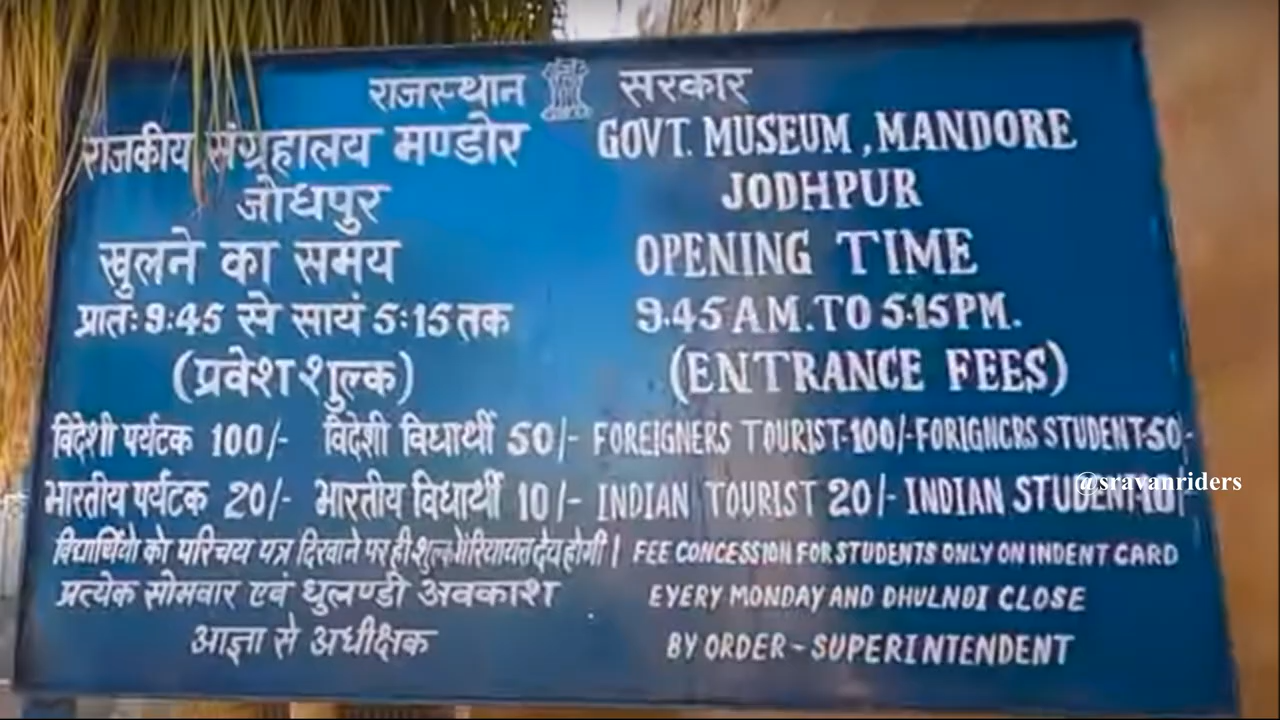 राजस्थान सरकार
राजकीय संग्रहालय मण्डोर
जोधपुर
खुलने का समय
प्रातः 9:45 से सायं 5:15 तक
(प्रवेश शुल्क)
विदेशी पर्यटक 100/- विदेशी विद्यार्थी 50/-
भारतीय पर्यटक 20/- भारतीय विद्यार्थी 10/-
विद्यार्थियो को परिचय पत्र दिखाने पर ही शुल्क में रियायत देय होगी।
प्रत्येक सोमवार एवं धुलण्डी अवकाश
आज्ञा से अधीक्षक
GOVT. MUSEUM, MANDORE
JODHPUR
OPENING TIME
9.45 AM. TO 5.15 PM.
(ENTRANCE FEES)
FOREIGNERS TOURIST-100/- FORIGNCRS STUDENT-50/-
INDIAN TOURIST 20/- INDIAN STUDENT-10/-
FEE CONCESSION FOR STUDENTS ONLY ON INDENT CARD
EYERY MONDAY AND DHULNDI CLOSE
BY ORDER - SUPERINTENDENT
@sravanriders